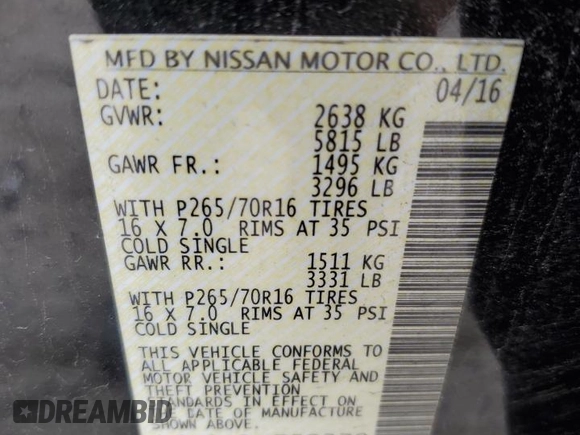 MFD BY NISSAN MOTOR CO., LTD.
DATE: 04/16
GVWR: 2638 KG
5815 LB
GAWR FR.: 1495 KG
3296 LB
WITH P265/70R16 TIRES
16 X 7.0 RIMS AT 35 PSI
COLD SINGLE
GAWR RR.: 1511 KG
3331 LB
WITH P265/70R16 TIRES
16 X 7.0 RIMS AT 35 PSI
COLD SINGLE
THIS VEHICLE CONFORMS TO
ALL APPLICABLE FEDERAL
MOTOR VEHICLE SAFETY AND
THEFT PREVENTION
STANDARDS IN EFFECT ON
THE DATE OF MANUFACTURE
SHOWN ABOVE.
DREAMBID